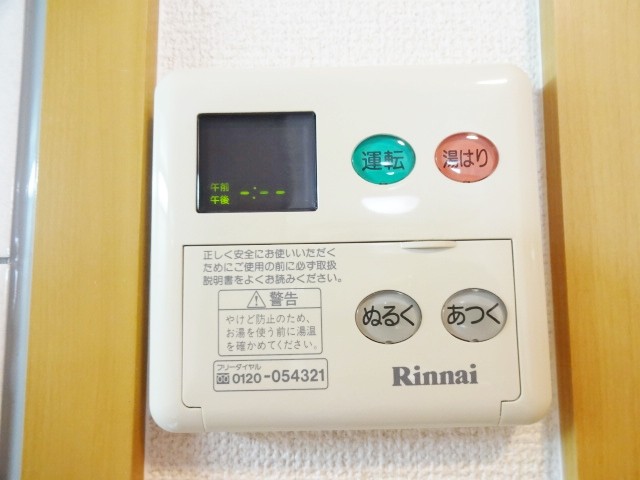 運転
湯はり
午前
午後
-:--
正しく安全にお使いいただく
ためにご使用の前に必ず取扱
説明書をよくお読みください。
⚠警告
やけど防止のため、
お湯を使う前に湯温
を確かめてください。
フリーダイヤル
0120-054321
ぬるく
あつく
Rinnai